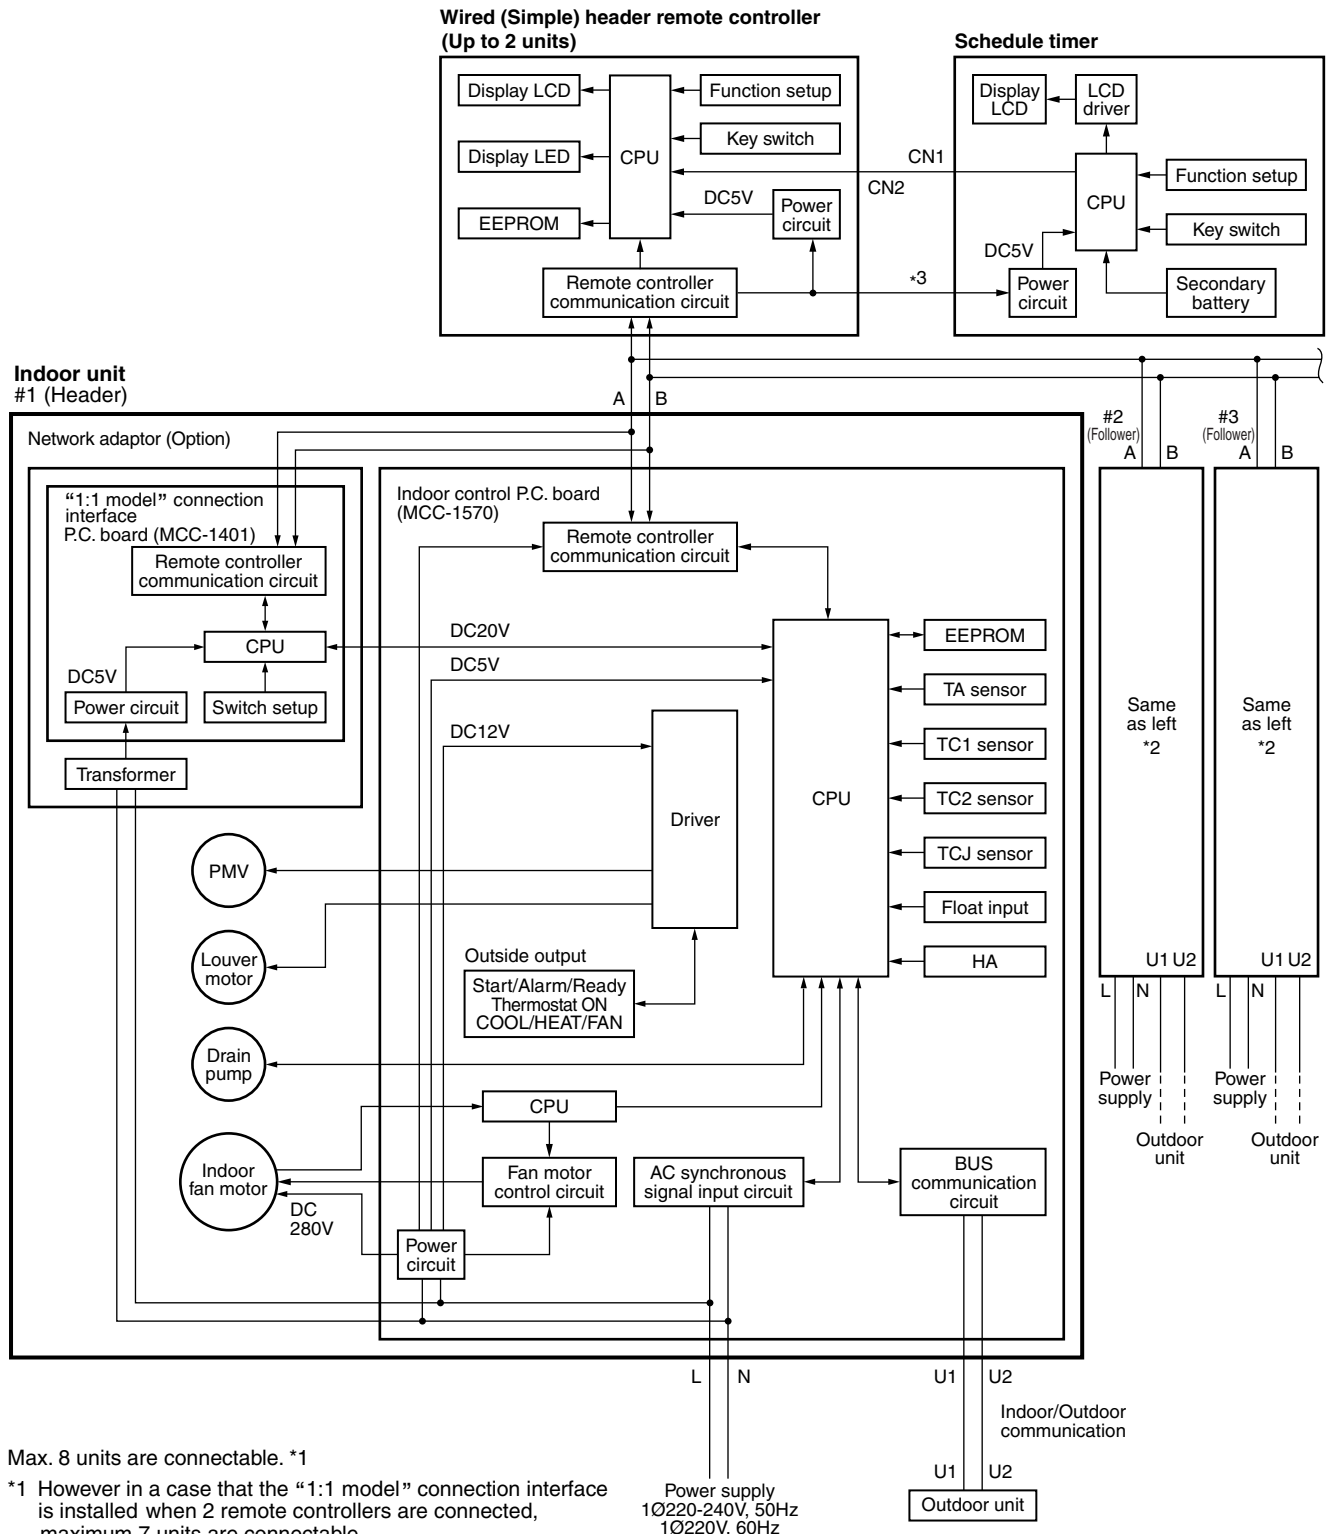 Wired (Simple) header remote controller
(Up to 2 units)
Schedule timer
Display LCD
Function setup
Display
LCD
LCD
driver
Key switch
Display LED
CPU
CN1
CN2
Function setup
CPU
DC5V
Power
circuit
EEPROM
Key switch
DC5V
Remote controller
communication circuit
*3
Power
circuit
Secondary
battery
Indoor unit
#1 (Header)
A
B
#2
(Follower)
A
B
#3
(Follower)
A
B
Network adaptor (Option)
“1:1 model” connection
interface
P.C. board (MCC-1401)
Indoor control P.C. board
(MCC-1570)
Remote controller
communication circuit
Remote controller
communication circuit
CPU
DC20V
EEPROM
DC5V
DC5V
TA sensor
Power circuit
Switch setup
Same
as left
*2
Same
as left
*2
DC12V
TC1 sensor
Transformer
CPU
TC2 sensor
Driver
TCJ sensor
PMV
Float input
Louver
motor
Outside output
Start/Alarm/Ready
Thermostat ON
COOL/HEAT/FAN
HA
U1 U2
U1 U2
L
N
L
N
Drain
pump
Power
supply
Power
supply
CPU
Outdoor
unit
Outdoor
unit
Indoor
fan motor
Fan motor
control circuit
AC synchronous
signal input circuit
BUS
communication
circuit
DC
280V
Power
circuit
L
N
U1
U2
Indoor/Outdoor
communication
Max. 8 units are connectable. *1
*1 However in a case that the “1:1 model” connection interface
is installed when 2 remote controllers are connected,
maximum 7 units are connectable
Power supply
1Ø220-240V, 50Hz
1Ø220V, 60Hz
U1
U2
Outdoor unit